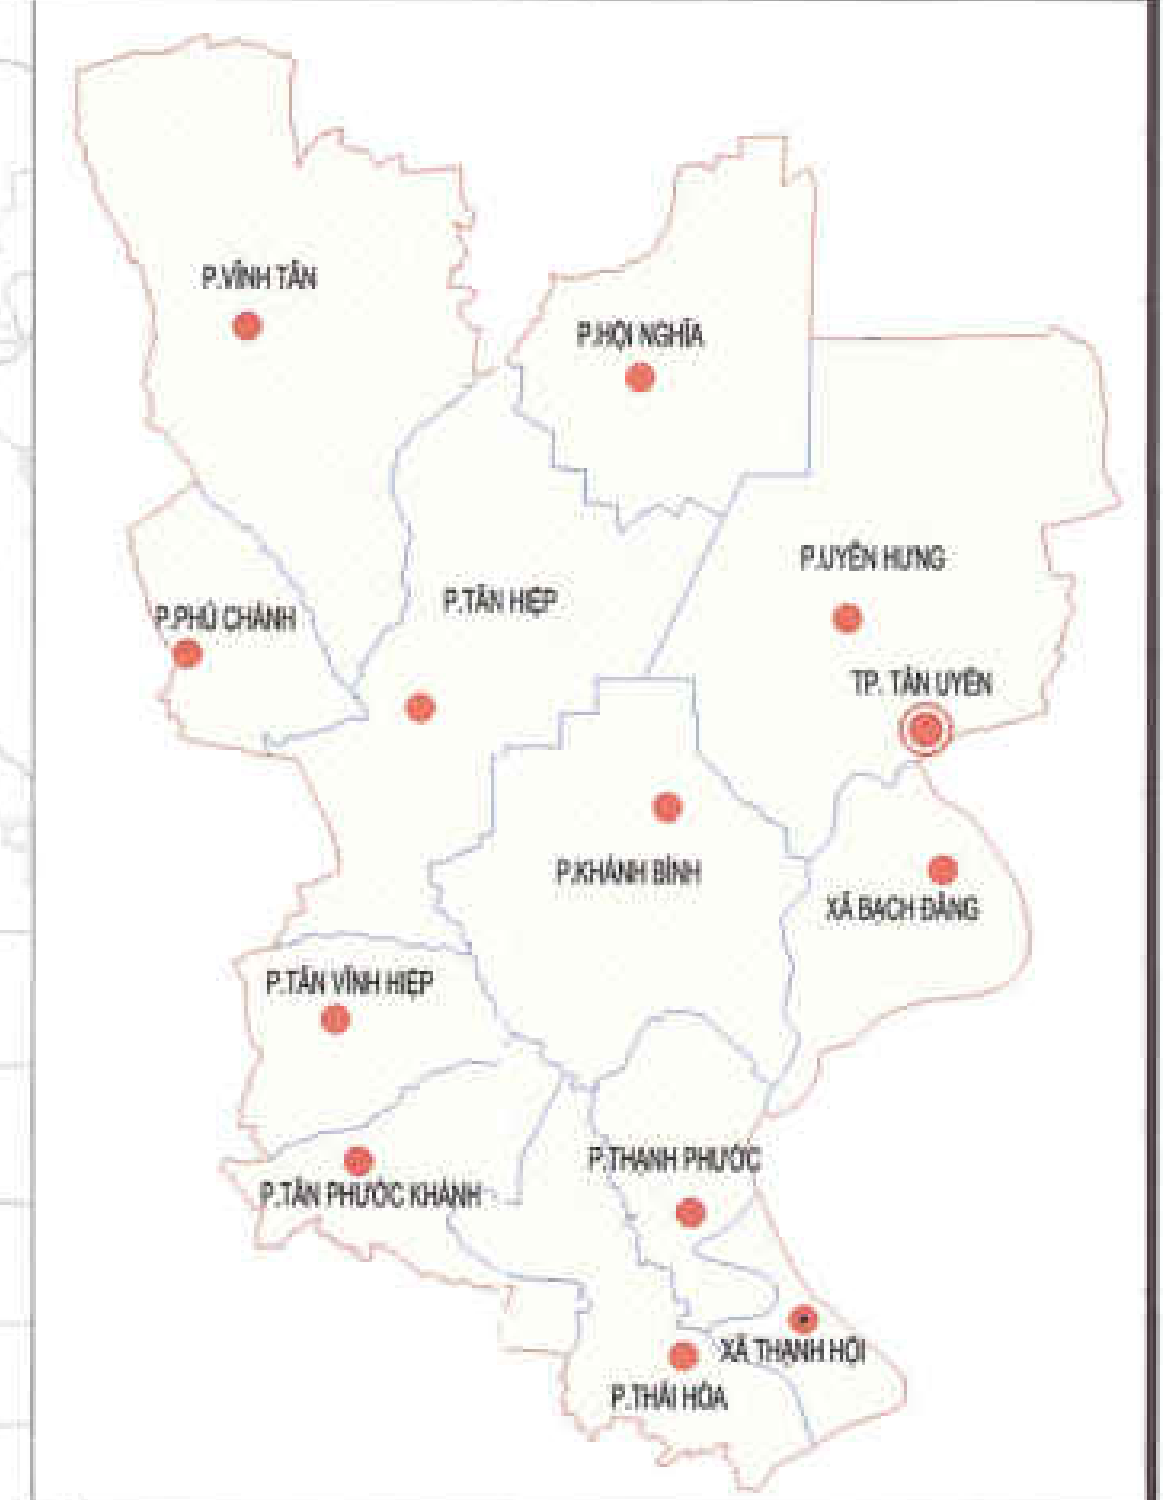 P.VĨNH TÂN
P.HỘI NGHĨA
P.UYÊN HƯNG
P.TÂN HIỆP
P.PHÚ CHÁNH
TP. TÂN UYÊN
P.KHÁNH BÌNH
XÃ BẠCH ĐẰNG
P.TÂN VĨNH HIỆP
P.THẠNH PHƯỚC
P.TÂN PHƯỚC KHÁNH
XÃ THẠNH HỘI
P.THÁI HÒA